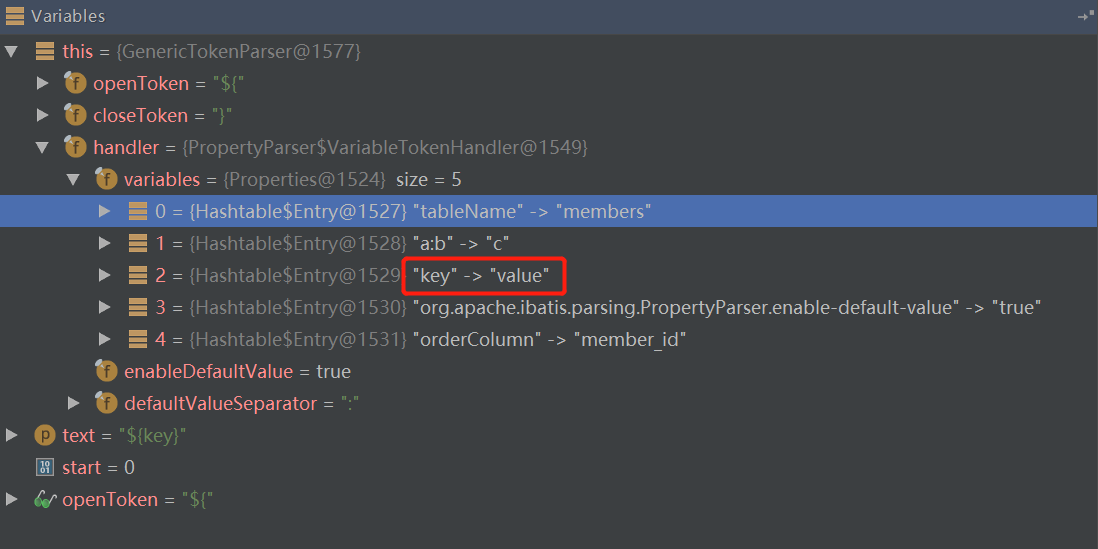 Variables
this = {GenericTokenParser@1577}
openToken = "${"
closeToken = "}"
handler = {PropertyParser$VariableTokenHandler@1549}
variables = {Properties@1524} size = 5
0 = {Hashtable$Entry@1527} "tableName" -> "members"
1 = {Hashtable$Entry@1528} "a:b" -> "c"
2 = {Hashtable$Entry@1529 "key" -> "value"
3 = {Hashtable$Entry@1530} "org.apache.ibatis.parsing.PropertyParser.enable-default-value" -> "true"
4 = {Hashtable$Entry@1531} "orderColumn" -> "member_id"
f enableDefaultValue = true
defaultValueSeparator = ":"
text = "${key}"
start = 0
openToken = "${"